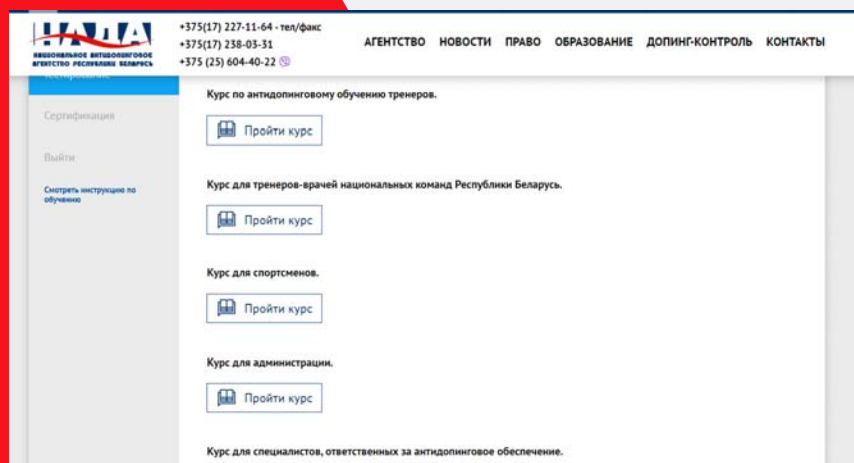 НАДА
НАЦИОНАЛЬНОЕ АНТИДОПИНГОВОЕ
АГЕНТСТВО РЕСПУБЛИКИ БЕЛАРУСЬ
+375(17) 227-11-64 - тел/факс
+375(17) 238-03-31
+375 (25) 604-40-22
АГЕНТСТВО НОВОСТИ ПРАВО ОБРАЗОВАНИЕ ДОПИНГ-КОНТРОЛЬ КОНТАКТЫ
Тестирование
Сертификация
Выйти
Смотреть инструкцию по
обучению
Курс по антидопинговому обучению тренеров.
Пройти курс
Курс для тренеров-врачей национальных команд Республики Беларусь.
Пройти курс
Курс для спортсменов.
Пройти курс
Курс для администрации.
Пройти курс
Курс для специалистов, ответственных за антидопинговое обеспечение.